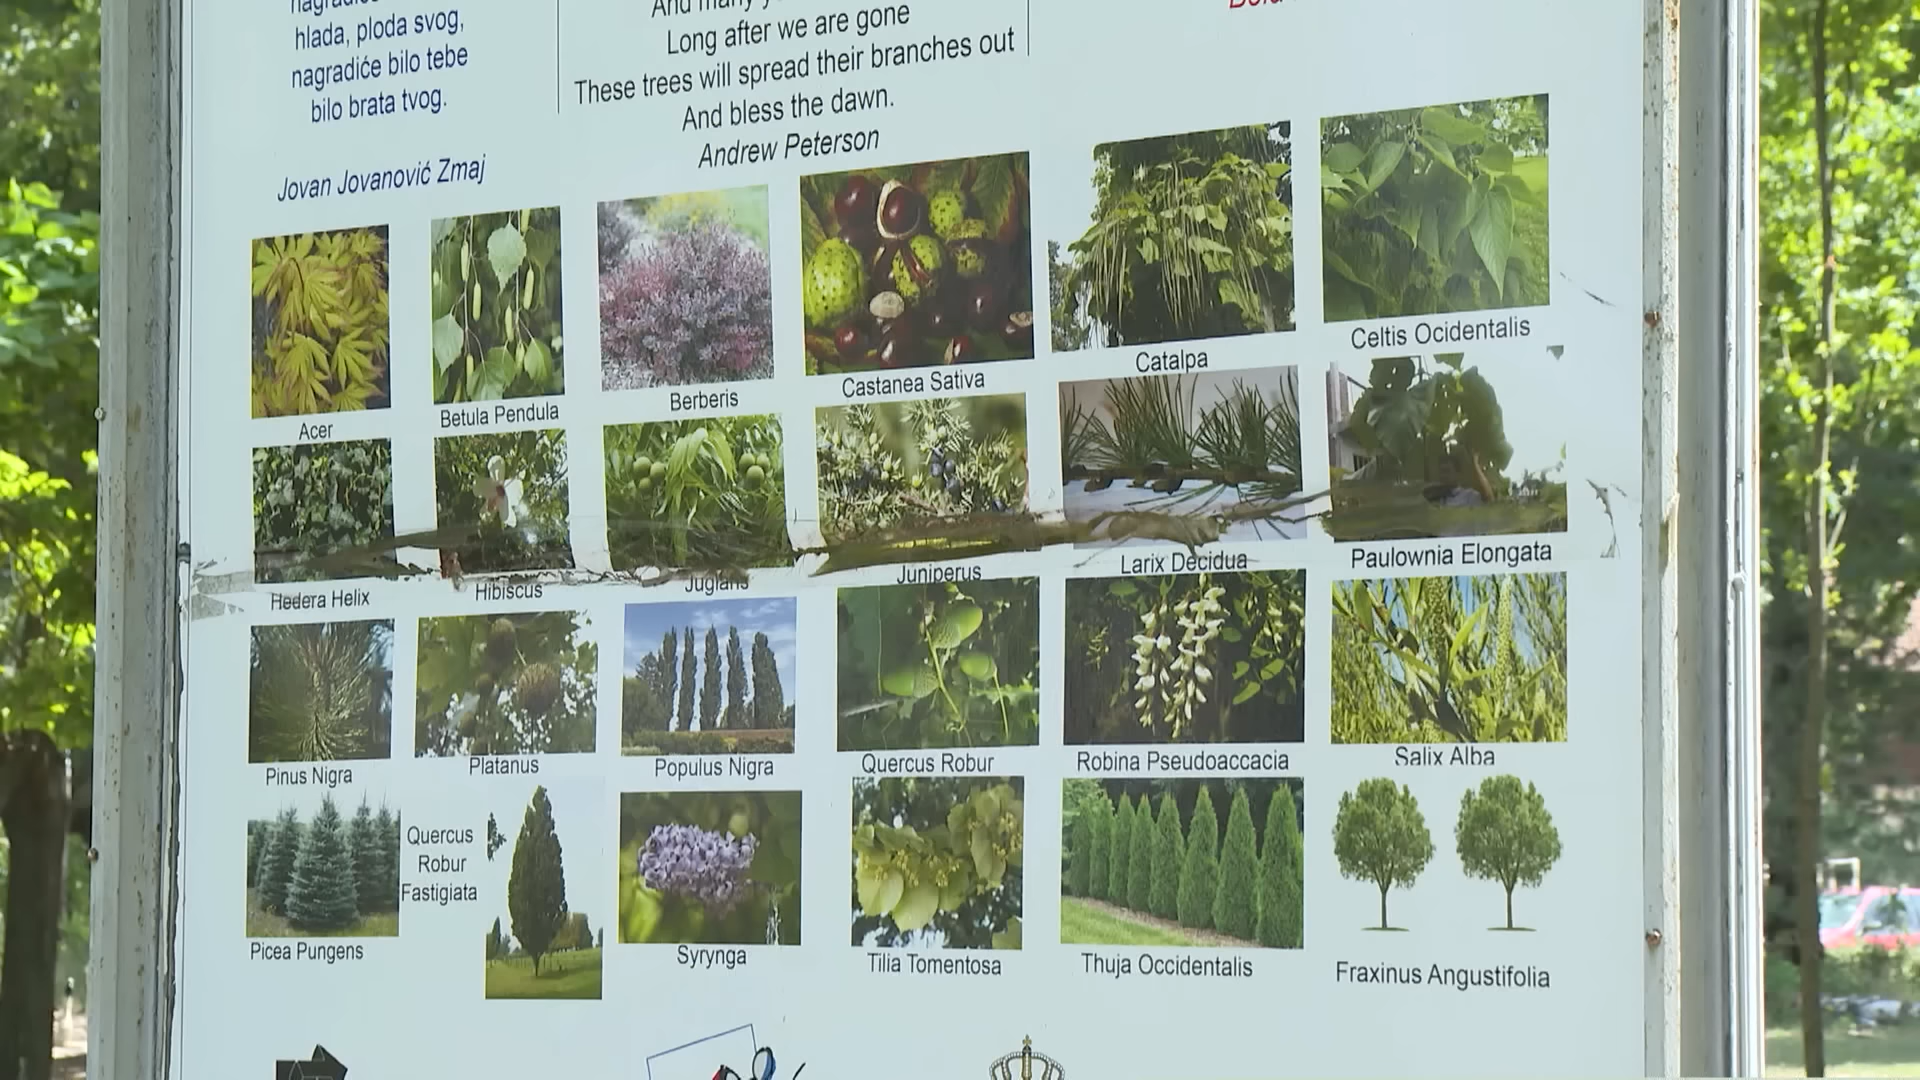 hlada, ploda svog,
nagradiće bilo tebe
bilo brata tvog.
Jovan Jovanović Zmaj
And many
Long after we are gone
These trees will spread their branches out
And bless the dawn.
Andrew Peterson
Acer
Betula Pendula
Berberis
Castanea Sativa
Catalpa
Celtis Ocidentalis
Hedera Helix
Hibiscus
Juglans
Juniperus
Larix Decidua
Paulownia Elongata
Pinus Nigra
Platanus
Populus Nigra
Quercus Robur
Robina Pseudoaccacia
Salix Alba
Picea Pungens
Quercus
Robur
Fastigiata
Syrynga
Tilia Tomentosa
Thuja Occidentalis
Fraxinus Angustifolia